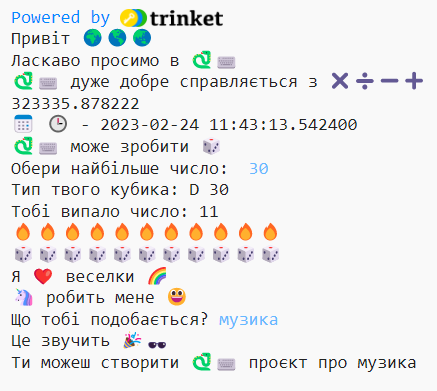 Powered by trinket
Привіт 🌍🌎🌏
Ласкаво просимо в 🐍⌨️
🐍⌨️ дуже добре справляється з ✖️➗➖➕
323335.878222
📅 🕒 - 2023-02-24 11:43:13.542400
🐍⌨️ може зробити 🎲
Обери найбільше число: 30
Тип твого кубика: D 30
Тобі випало число: 11
🔥🔥🔥🔥🔥🔥🔥🔥🔥🔥🔥
🎲🎲🎲🎲🎲🎲🎲🎲🎲🎲🎲
Я ❤️ веселки 🌈
🦄 робить мене 😃
Що тобі подобається? музика
Це звучить 🎉🕶️
Ти можеш створити 🐍⌨️ проєкт про музика